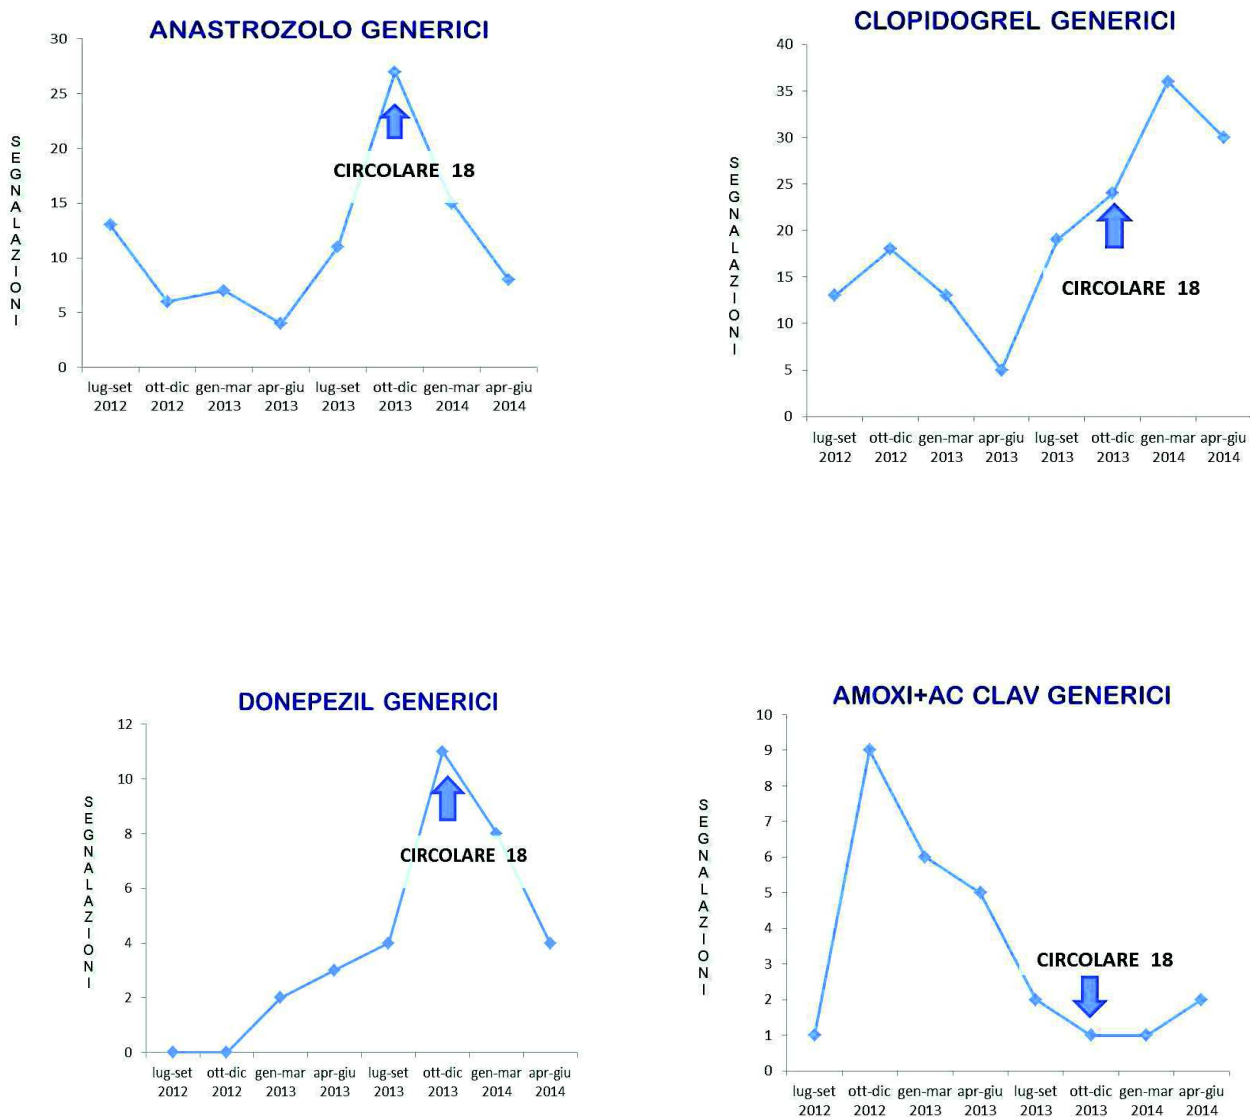 ANASTROZOLO GENERICI
30
25
20
15
10
5
0
SEGNALAZIONI
CIRCOLARE 18
lug-set ott-dic gen-mar apr-giu lug-set ott-dic gen-mar apr-giu
2012 2012 2013 2013 2013 2013 2014 2014
CLOPIDOGREL GENERICI
40
35
30
25
20
15
10
5
0
SEGNALAZIONI
CIRCOLARE 18
lug-set ott-dic gen-mar apr-giu lug-set ott-dic gen-mar apr-giu
2012 2012 2013 2013 2013 2013 2014 2014
DONEPEZIL GENERICI
12
10
8
6
4
2
0
SEGNALAZIONI
CIRCOLARE 18
lug-set ott-dic gen-mar apr-giu lug-set ott-dic gen-mar apr-giu
2012 2012 2013 2013 2013 2013 2014 2014
AMOXI+AC CLAV GENERICI
10
9
8
7
6
5
4
3
2
1
0
SEGNALAZIONI
CIRCOLARE 18
lug-set ott-dic gen-mar apr-giu lug-set ott-dic gen-mar apr-giu
2012 2012 2013 2013 2013 2013 2014 2014